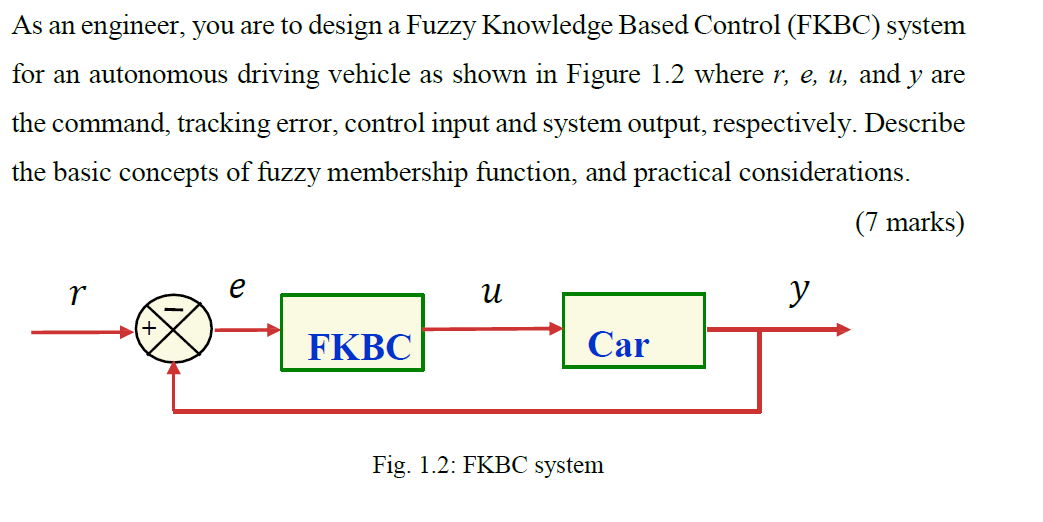 As an engineer, you are to design a Fuzzy Knowledge Based Control (FKBC) system
for an autonomous driving vehicle as shown in Figure 1.2 where r, e, u, and y are
the command, tracking error, control input and system output, respectively. Describe
the basic concepts of fuzzy membership function, and practical considerations.
(7 marks)
r
e
u
y
−
+
FKBC
Car
Fig. 1.2: FKBC system